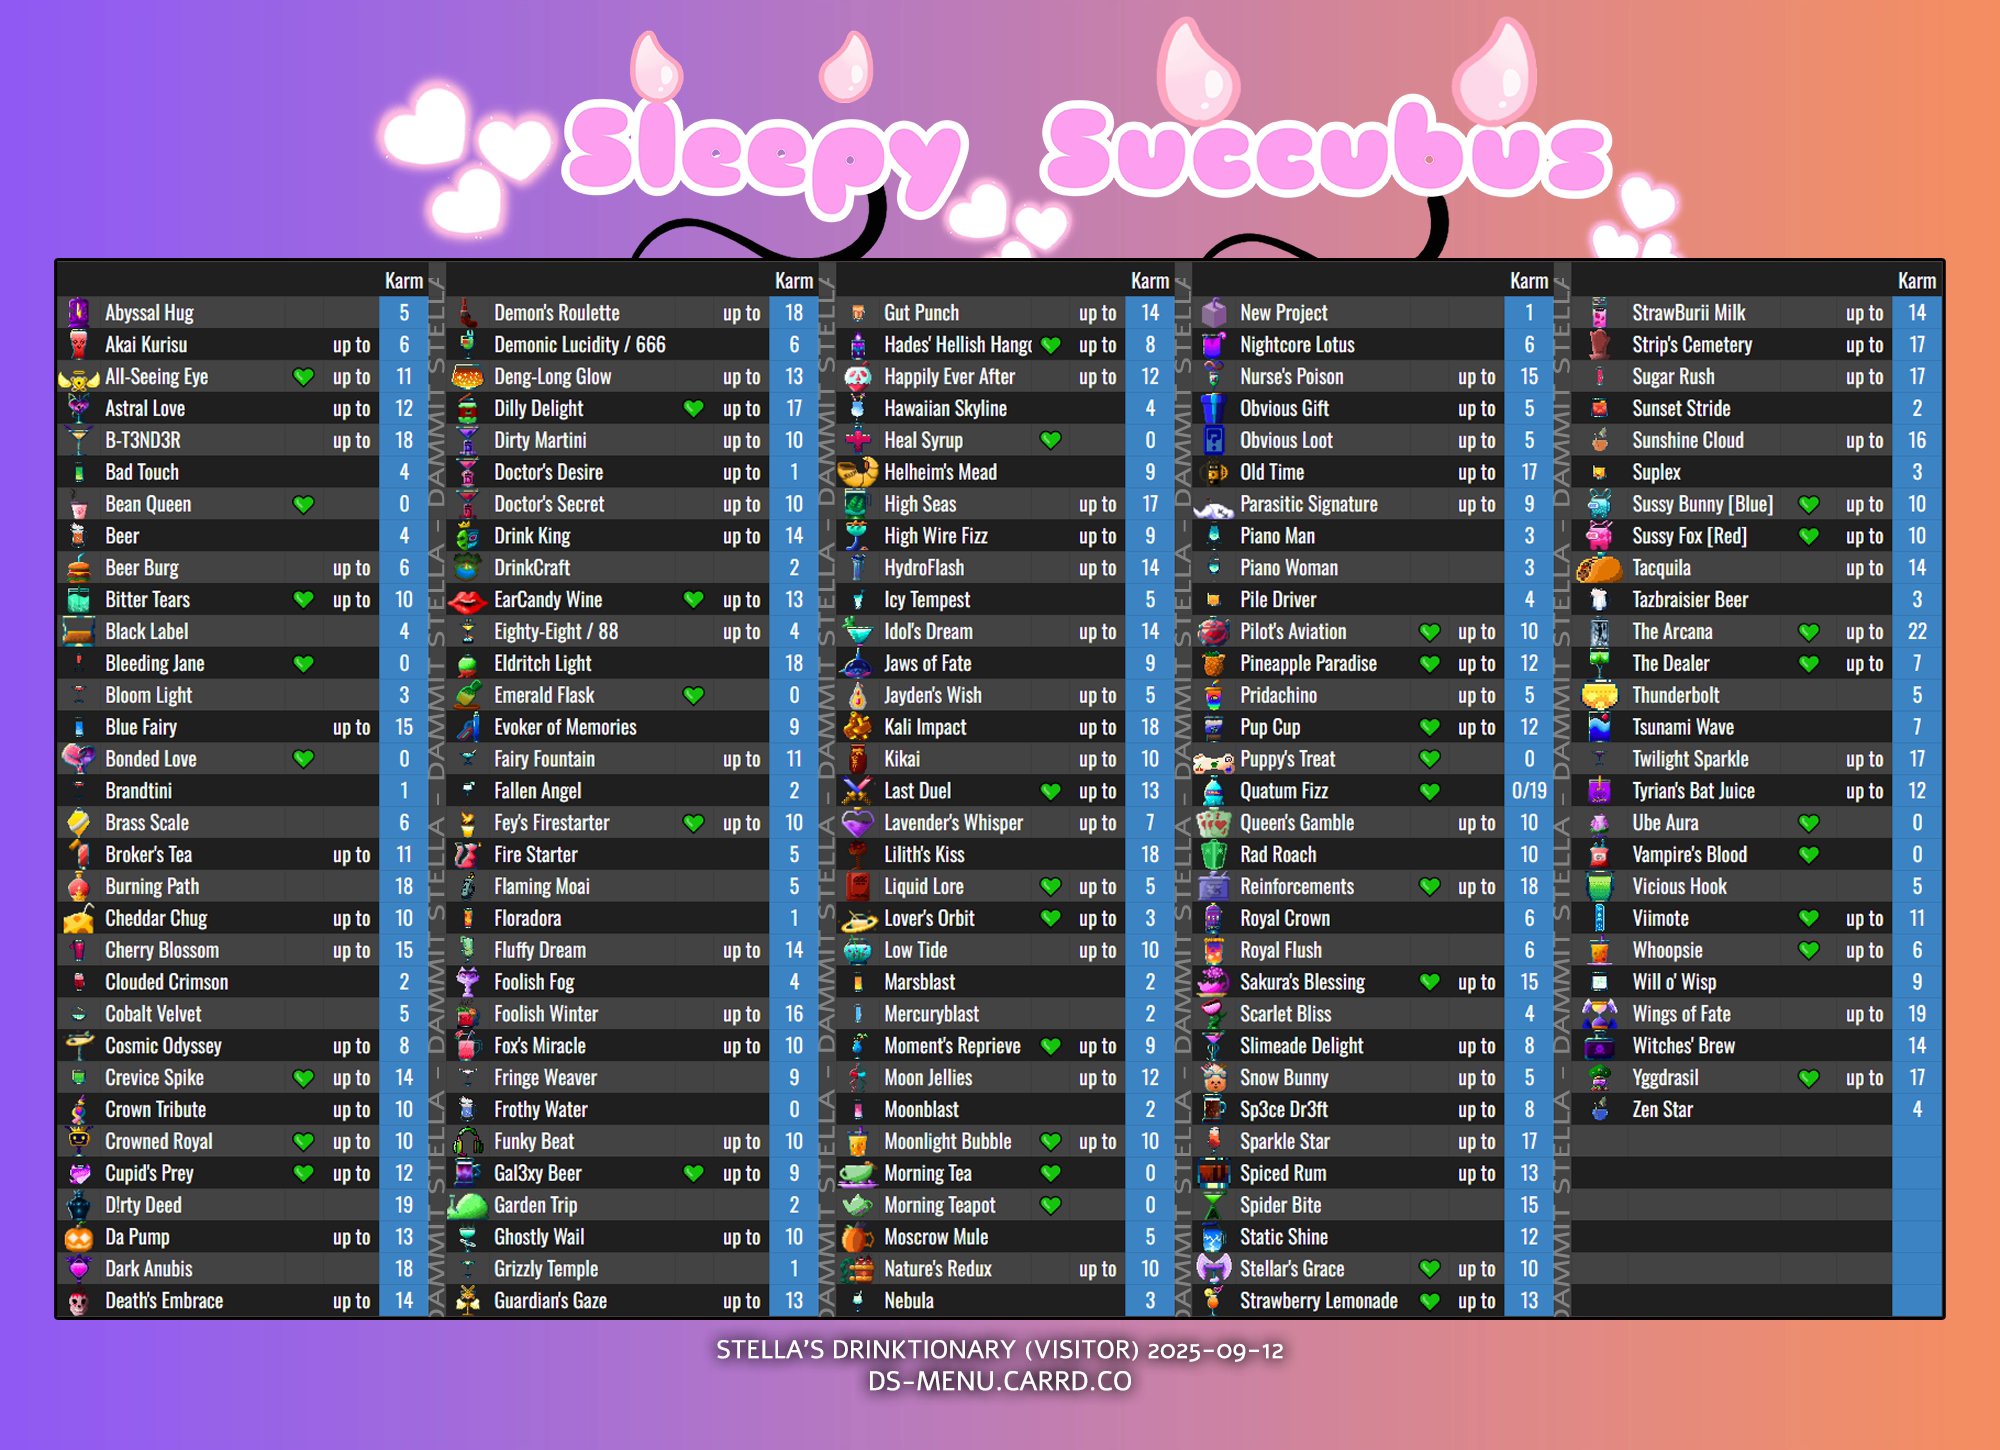 Sleepy Succubus
Karm
Abyssal Hug 5
Akai Kurisu up to 6
All-Seeing Eye up to 11
Astral Love up to 12
B-T3ND3R up to 18
Bad Touch 4
Bean Queen 0
Beer 4
Beer Burg up to 6
Bitter Tears up to 10
Black Label 4
Bleeding Jane 0
Bloom Light 3
Blue Fairy up to 15
Bonded Love 0
Brandtini 1
Brass Scale 6
Broker's Tea up to 11
Burning Path 18
Cheddar Chug up to 10
Cherry Blossom up to 15
Clouded Crimson 2
Cobalt Velvet 5
Cosmic Odyssey up to 8
Crevice Spike up to 14
Crown Tribute up to 10
Crowned Royal up to 10
Cupid's Prey up to 12
D!rty Deed 19
Da Pump up to 13
Dark Anubis 18
Death's Embrace up to 14
DAMMIT STELLA - DAMMIT STELLA - DAMMIT STELLA
Karm
Demon's Roulette up to 18
Demonic Lucidity / 666 6
Deng-Long Glow up to 13
Dilly Delight up to 17
Dirty Martini up to 10
Doctor's Desire up to 1
Doctor's Secret up to 10
Drink King up to 14
DrinkCraft 2
EarCandy Wine up to 13
Eighty-Eight / 88 up to 4
Eldritch Light 18
Emerald Flask 0
Evoker of Memories 9
Fairy Fountain up to 11
Fallen Angel 2
Fey's Firestarter up to 10
Fire Starter 5
Flaming Moai 5
Floradora 1
Fluffy Dream up to 14
Foolish Fog 4
Foolish Winter up to 16
Fox's Miracle up to 10
Fringe Weaver 9
Frothy Water 0
Funky Beat up to 10
Gal3xy Beer up to 9
Garden Trip 2
Ghostly Wail up to 10
Grizzly Temple 1
Guardian's Gaze up to 13
DAMMIT STELLA - DAMMIT STELLA - DAMMIT STELLA
Karm
Gut Punch up to 14
Hades' Hellish Hango up to 8
Happily Ever After up to 12
Hawaiian Skyline 4
Heal Syrup 0
Helheim's Mead 9
High Seas up to 17
High Wire Fizz up to 9
HydroFlash up to 14
Icy Tempest 5
Idol's Dream up to 14
Jaws of Fate 9
Jayden's Wish up to 5
Kali Impact up to 18
Kikai up to 10
Last Duel up to 13
Lavender's Whisper up to 7
Lilith's Kiss 18
Liquid Lore up to 5
Lover's Orbit up to 3
Low Tide up to 10
Marsblast 2
Mercuryblast 2
Moment's Reprieve up to 9
Moon Jellies up to 12
Moonblast 2
Moonlight Bubble up to 10
Morning Tea 0
Morning Teapot 0
Moscrow Mule 5
Nature's Redux up to 10
Nebula 3
DAMMIT STELLA - DAMMIT STELLA - DAMMIT STELLA
Karm
New Project 1
Nightcore Lotus 6
Nurse's Poison up to 15
Obvious Gift up to 5
Obvious Loot up to 5
Old Time up to 17
Parasitic Signature up to 9
Piano Man 3
Piano Woman 3
Pile Driver 4
Pilot's Aviation up to 10
Pineapple Paradise up to 12
Pridachino up to 5
Pup Cup up to 12
Puppy's Treat 0
Quatum Fizz 0/19
Queen's Gamble up to 10
Rad Roach 10
Reinforcements up to 18
Royal Crown 6
Royal Flush 6
Sakura's Blessing up to 15
Scarlet Bliss 4
Slimeade Delight up to 8
Snow Bunny up to 5
Sp3ce Dr3ft up to 8
Sparkle Star up to 17
Spiced Rum up to 13
Spider Bite 15
Static Shine 12
Stellar's Grace up to 10
Strawberry Lemonade up to 13
DAMMIT STELLA - DAMMIT STELLA - DAMMIT STELLA
Karm
StrawBurii Milk up to 14
Strip's Cemetery up to 17
Sugar Rush up to 17
Sunset Stride 2
Sunshine Cloud up to 16
Suplex 3
Sussy Bunny [Blue] up to 10
Sussy Fox [Red] up to 10
Tacquila up to 14
Tazbraisier Beer 3
The Arcana up to 22
The Dealer up to 7
Thunderbolt 5
Tsunami Wave 7
Twilight Sparkle up to 17
Tyrian's Bat Juice up to 12
Ube Aura 0
Vampire's Blood 0
Vicious Hook 5
Viimote up to 11
Whoopsie up to 6
Will o' Wisp 9
Wings of Fate up to 19
Witches' Brew 14
Yggdrasil up to 17
Zen Star 4
STELLA'S DRINKTIONARY (VISITOR) 2025-09-12
DS-MENU.CARRD.CO